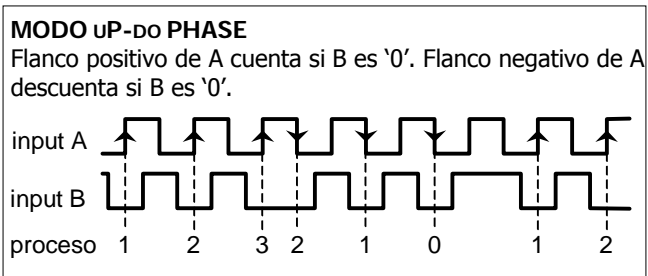 MODO uP-DO PHASE
Flanco positivo de A cuenta si B es ‘0’. Flanco negativo de A
descuenta si B es ‘0’.
input A
input B
proceso 1 2 3 2 1 0 1 2